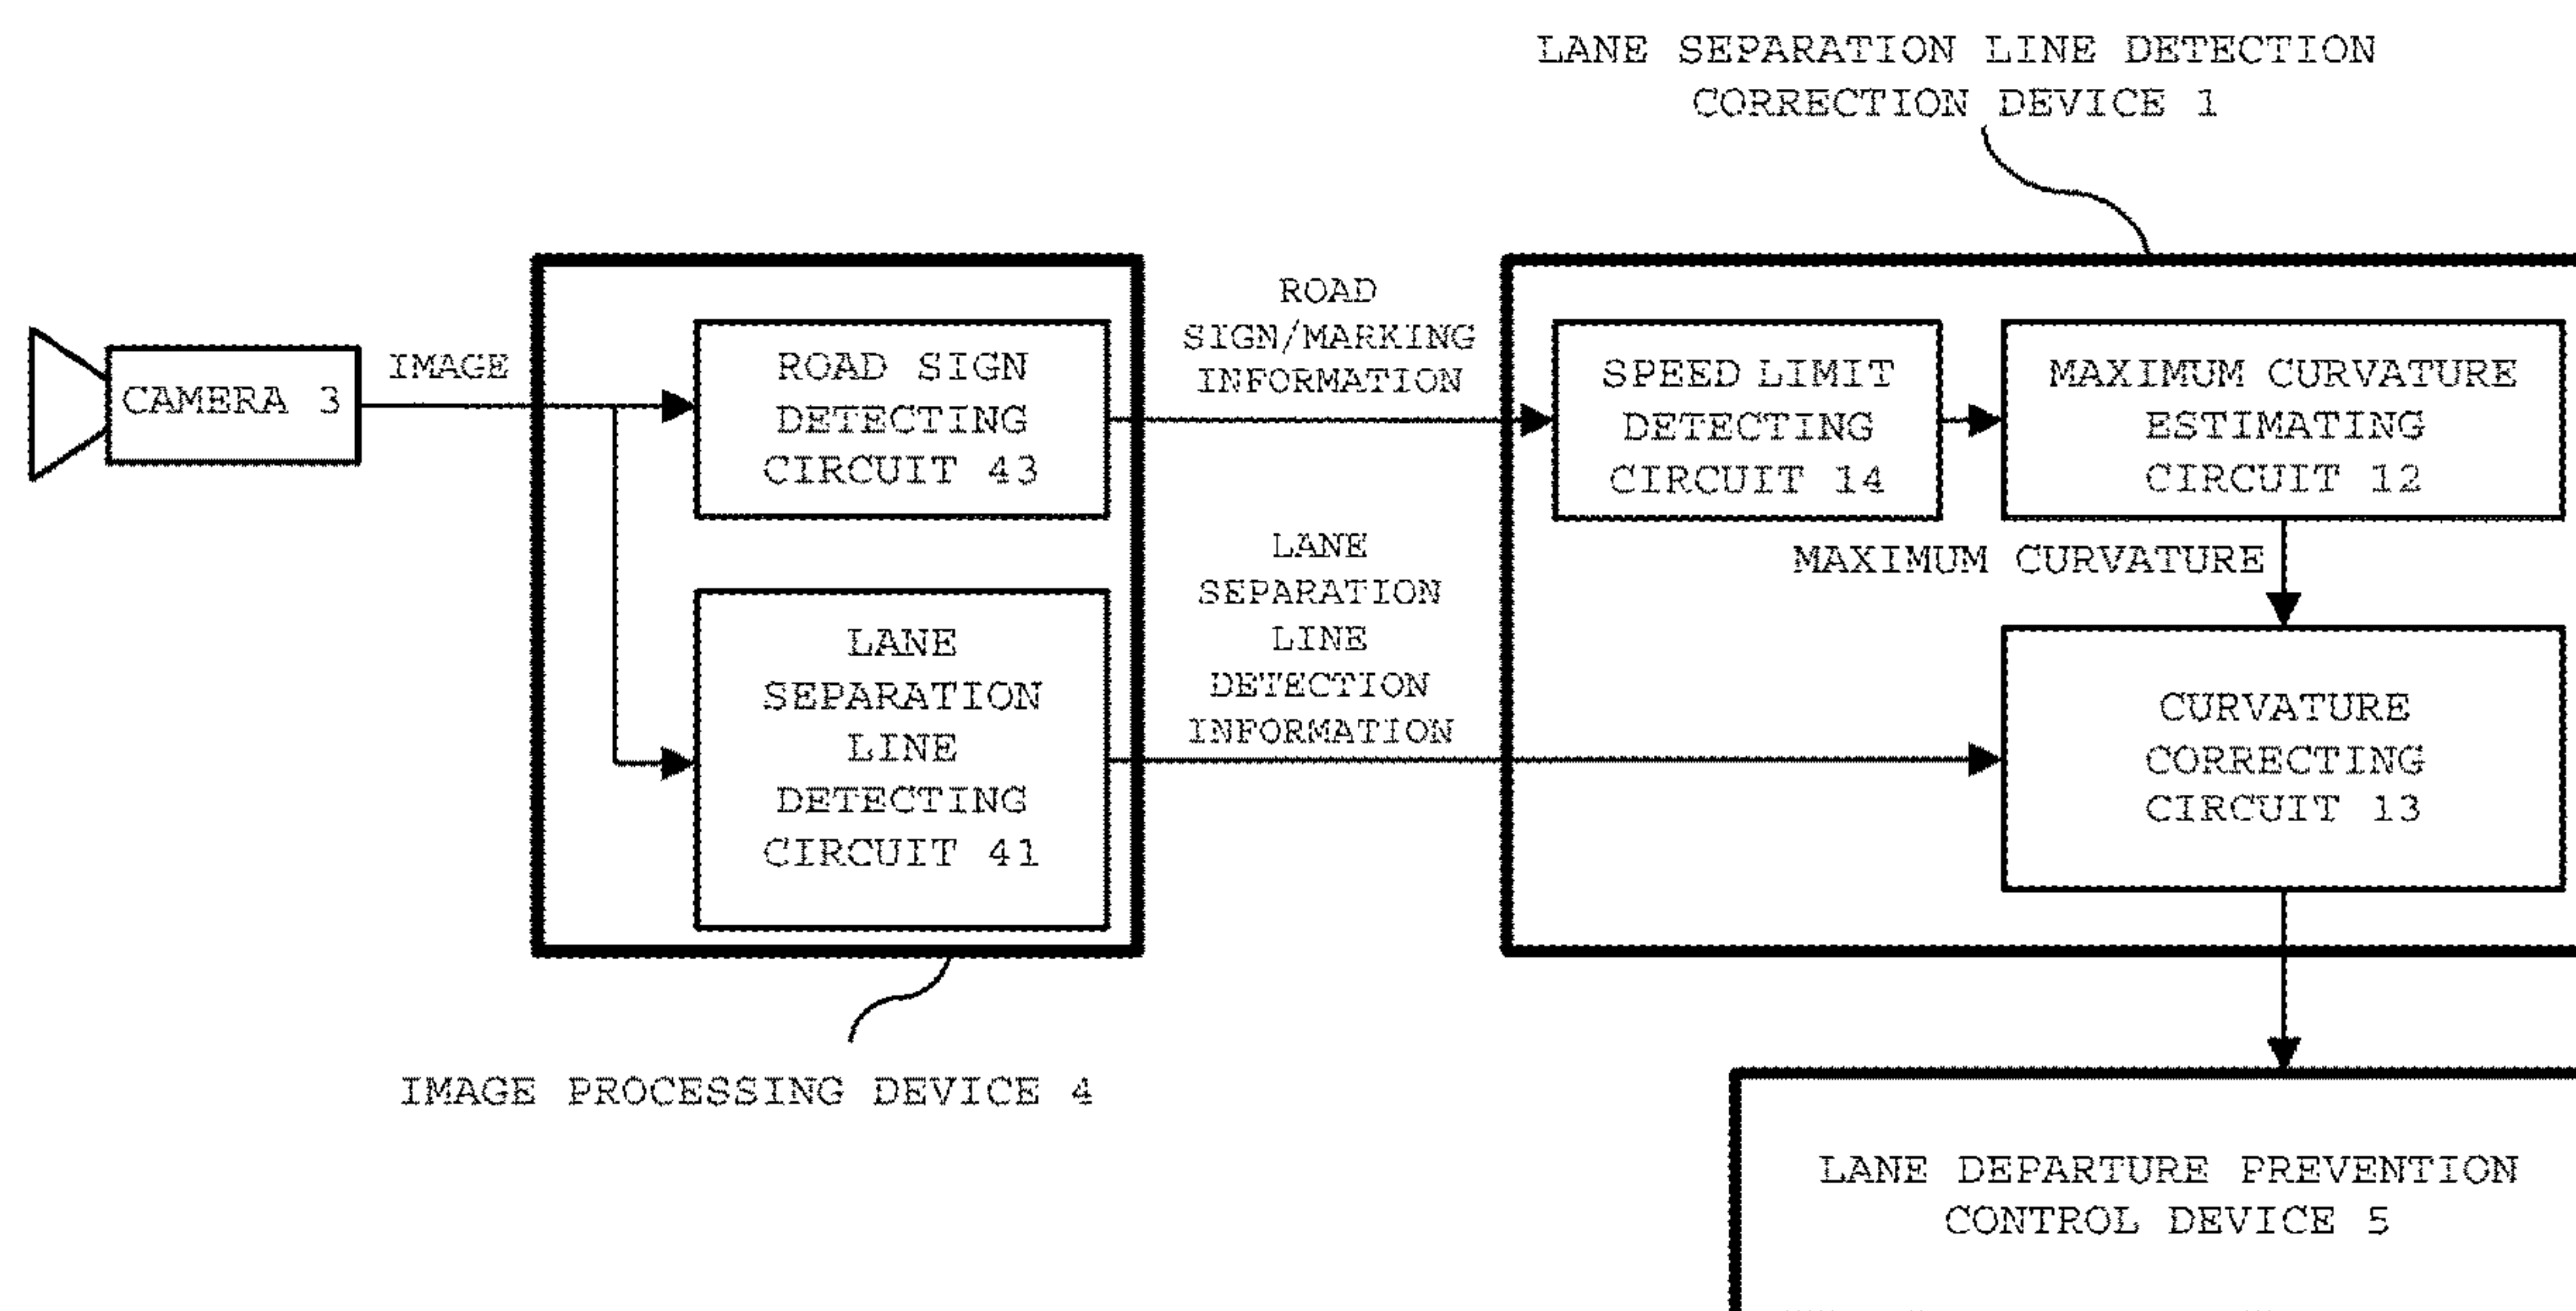 LANE SEPARATION LINE DETECTION
CORRECTION DEVICE 1
CAMERA 3
IMAGE
ROAD SIGN
DETECTING
CIRCUIT 43
ROAD
SIGN/MARKING
INFORMATION
SPEED LIMIT
DETECTING
CIRCUIT 14
MAXIMUM CURVATURE
ESTIMATING
CIRCUIT 12
MAXIMUM CURVATURE
LANE
SEPARATION
LINE
DETECTING
CIRCUIT 41
LANE
SEPARATION
LINE
DETECTION
INFORMATION
CURVATURE
CORRECTING
CIRCUIT 13
IMAGE PROCESSING DEVICE 4
LANE DEPARTURE PREVENTION
CONTROL DEVICE 5